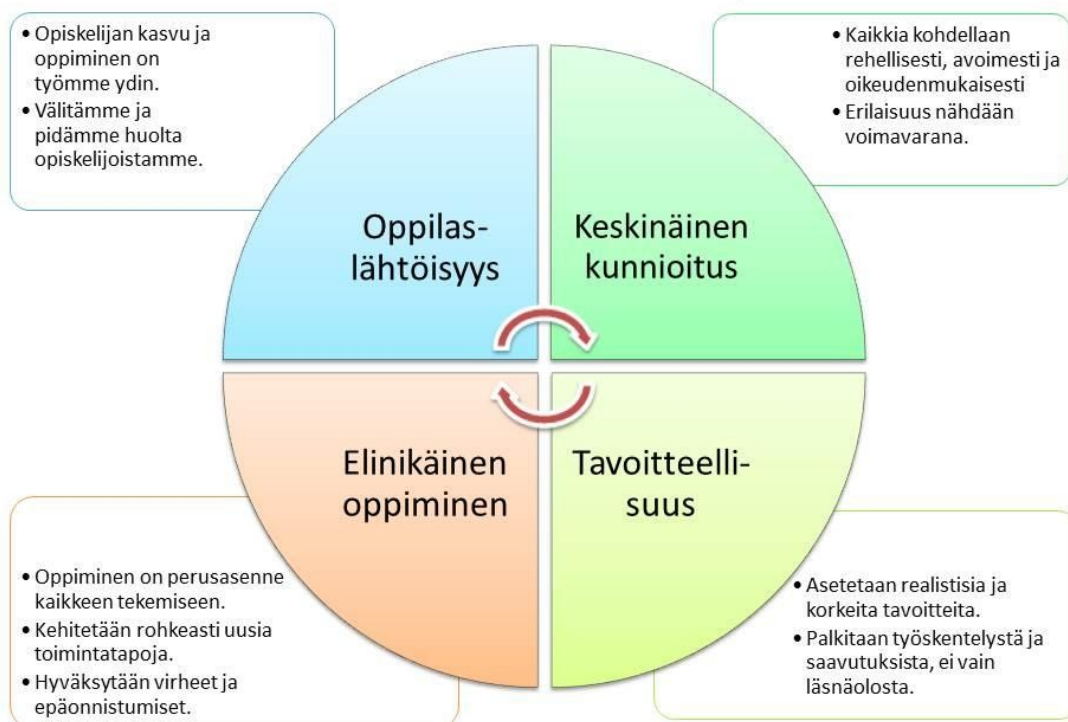 • Opiskelijan kasvu ja
oppiminen on
työmme ydin.
• Välitämme ja
pidämme huolta
opiskelijoistamme.
• Kaikkia kohdellaan
rehellisesti, avoimesti ja
oikeudenmukaisesti
• Erilaisuus nähdään
voimavarana.
Oppilas-
lähtöisyys
Keskinäinen
kunnioitus
Elinikäinen
oppiminen
Tavoitteelli-
suus
• Oppiminen on perusasenne
kaikkeen tekemiseen.
• Kehitetään rohkeasti uusia
toimintatapoja.
• Hyväksytään virheet ja
epäonnistumiset.
• Asetetaan realistisia ja
korkeita tavoitteita.
• Palkitaan työskentelystä ja
saavutuksista, ei vain
läsnäolosta.